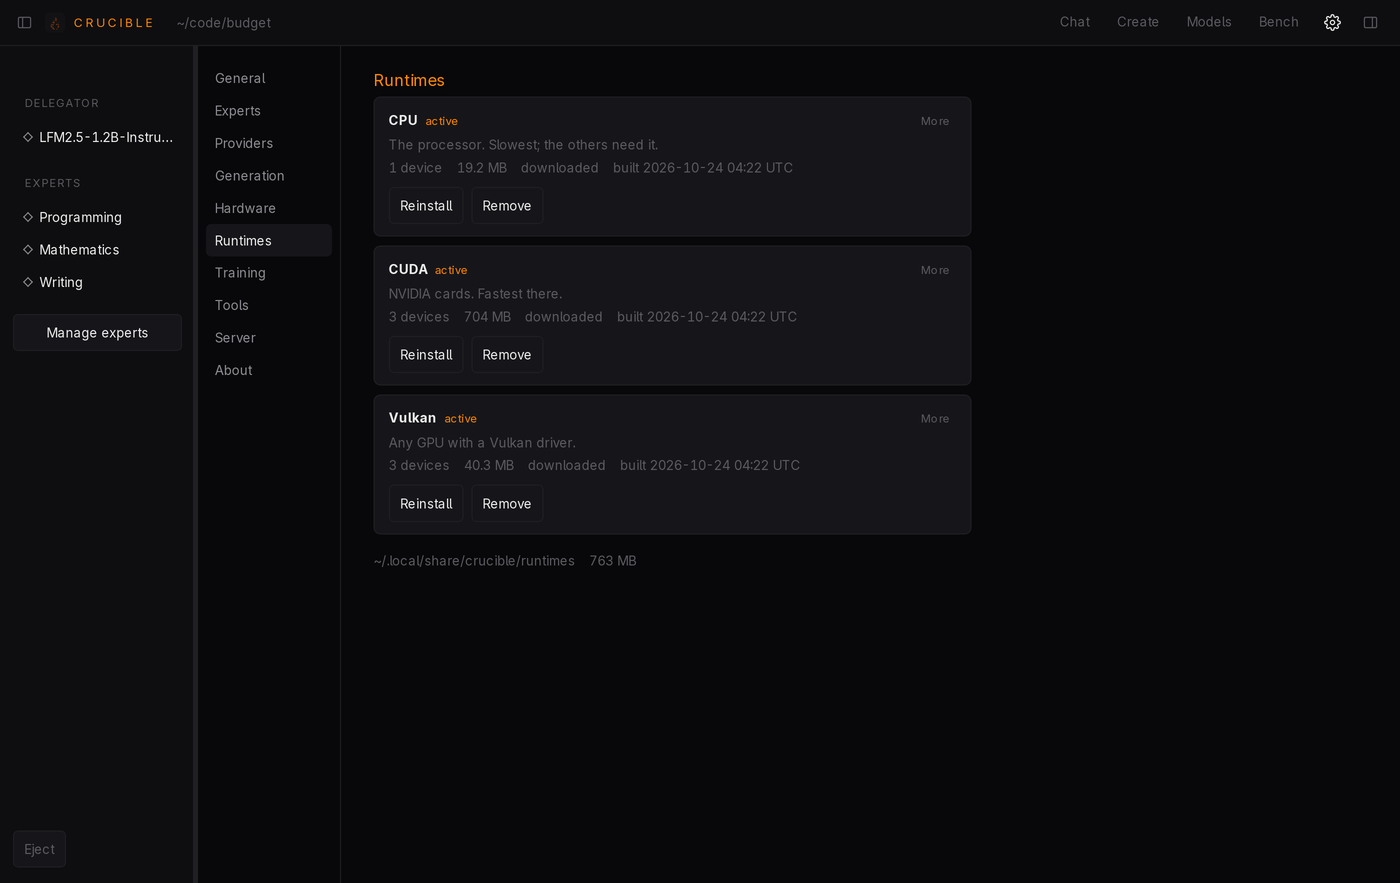 CRUCIBLE ~/code/budget Chat Create Models Bench
DELEGATOR
LFM2.5-1.2B-Instru...
EXPERTS
Programming
Mathematics
Writing
Manage experts
Eject
General
Experts
Providers
Generation
Hardware
Runtimes
Training
Tools
Server
About
Runtimes
CPU active More
The processor. Slowest; the others need it.
1 device 19.2 MB downloaded built 2026-10-24 04:22 UTC
Reinstall Remove
CUDA active More
NVIDIA cards. Fastest there.
3 devices 704 MB downloaded built 2026-10-24 04:22 UTC
Reinstall Remove
Vulkan active More
Any GPU with a Vulkan driver.
3 devices 40.3 MB downloaded built 2026-10-24 04:22 UTC
Reinstall Remove
~/.local/share/crucible/runtimes 763 MB